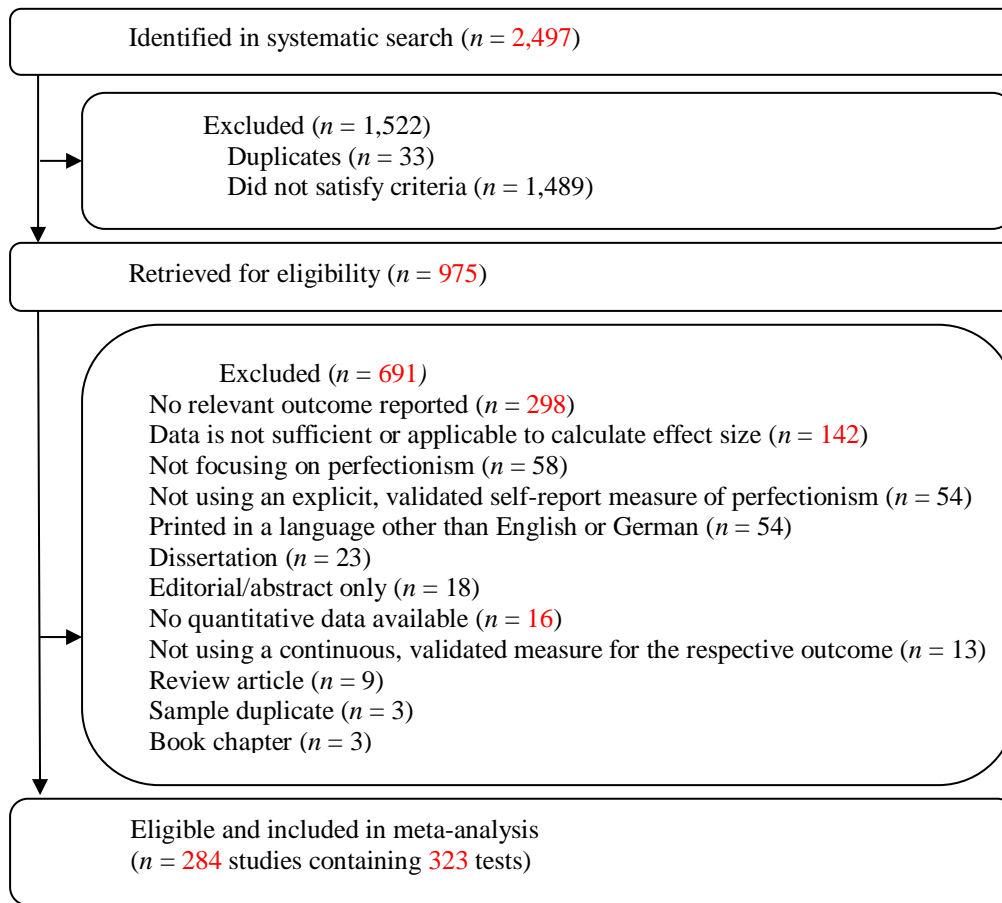 Identified in systematic search (n = 2,497)
Excluded (n = 1,522)
Duplicates (n = 33)
Did not satisfy criteria (n = 1,489)
Retrieved for eligibility (n = 975)
Excluded (n = 691)
No relevant outcome reported (n = 298)
Data is not sufficient or applicable to calculate effect size (n = 142)
Not focusing on perfectionism (n = 58)
Not using an explicit, validated self-report measure of perfectionism (n = 54)
Printed in a language other than English or German (n = 54)
Dissertation (n = 23)
Editorial/abstract only (n = 18)
No quantitative data available (n = 16)
Not using a continuous, validated measure for the respective outcome (n = 13)
Review article (n = 9)
Sample duplicate (n = 3)
Book chapter (n = 3)
Eligible and included in meta-analysis
(n = 284 studies containing 323 tests)